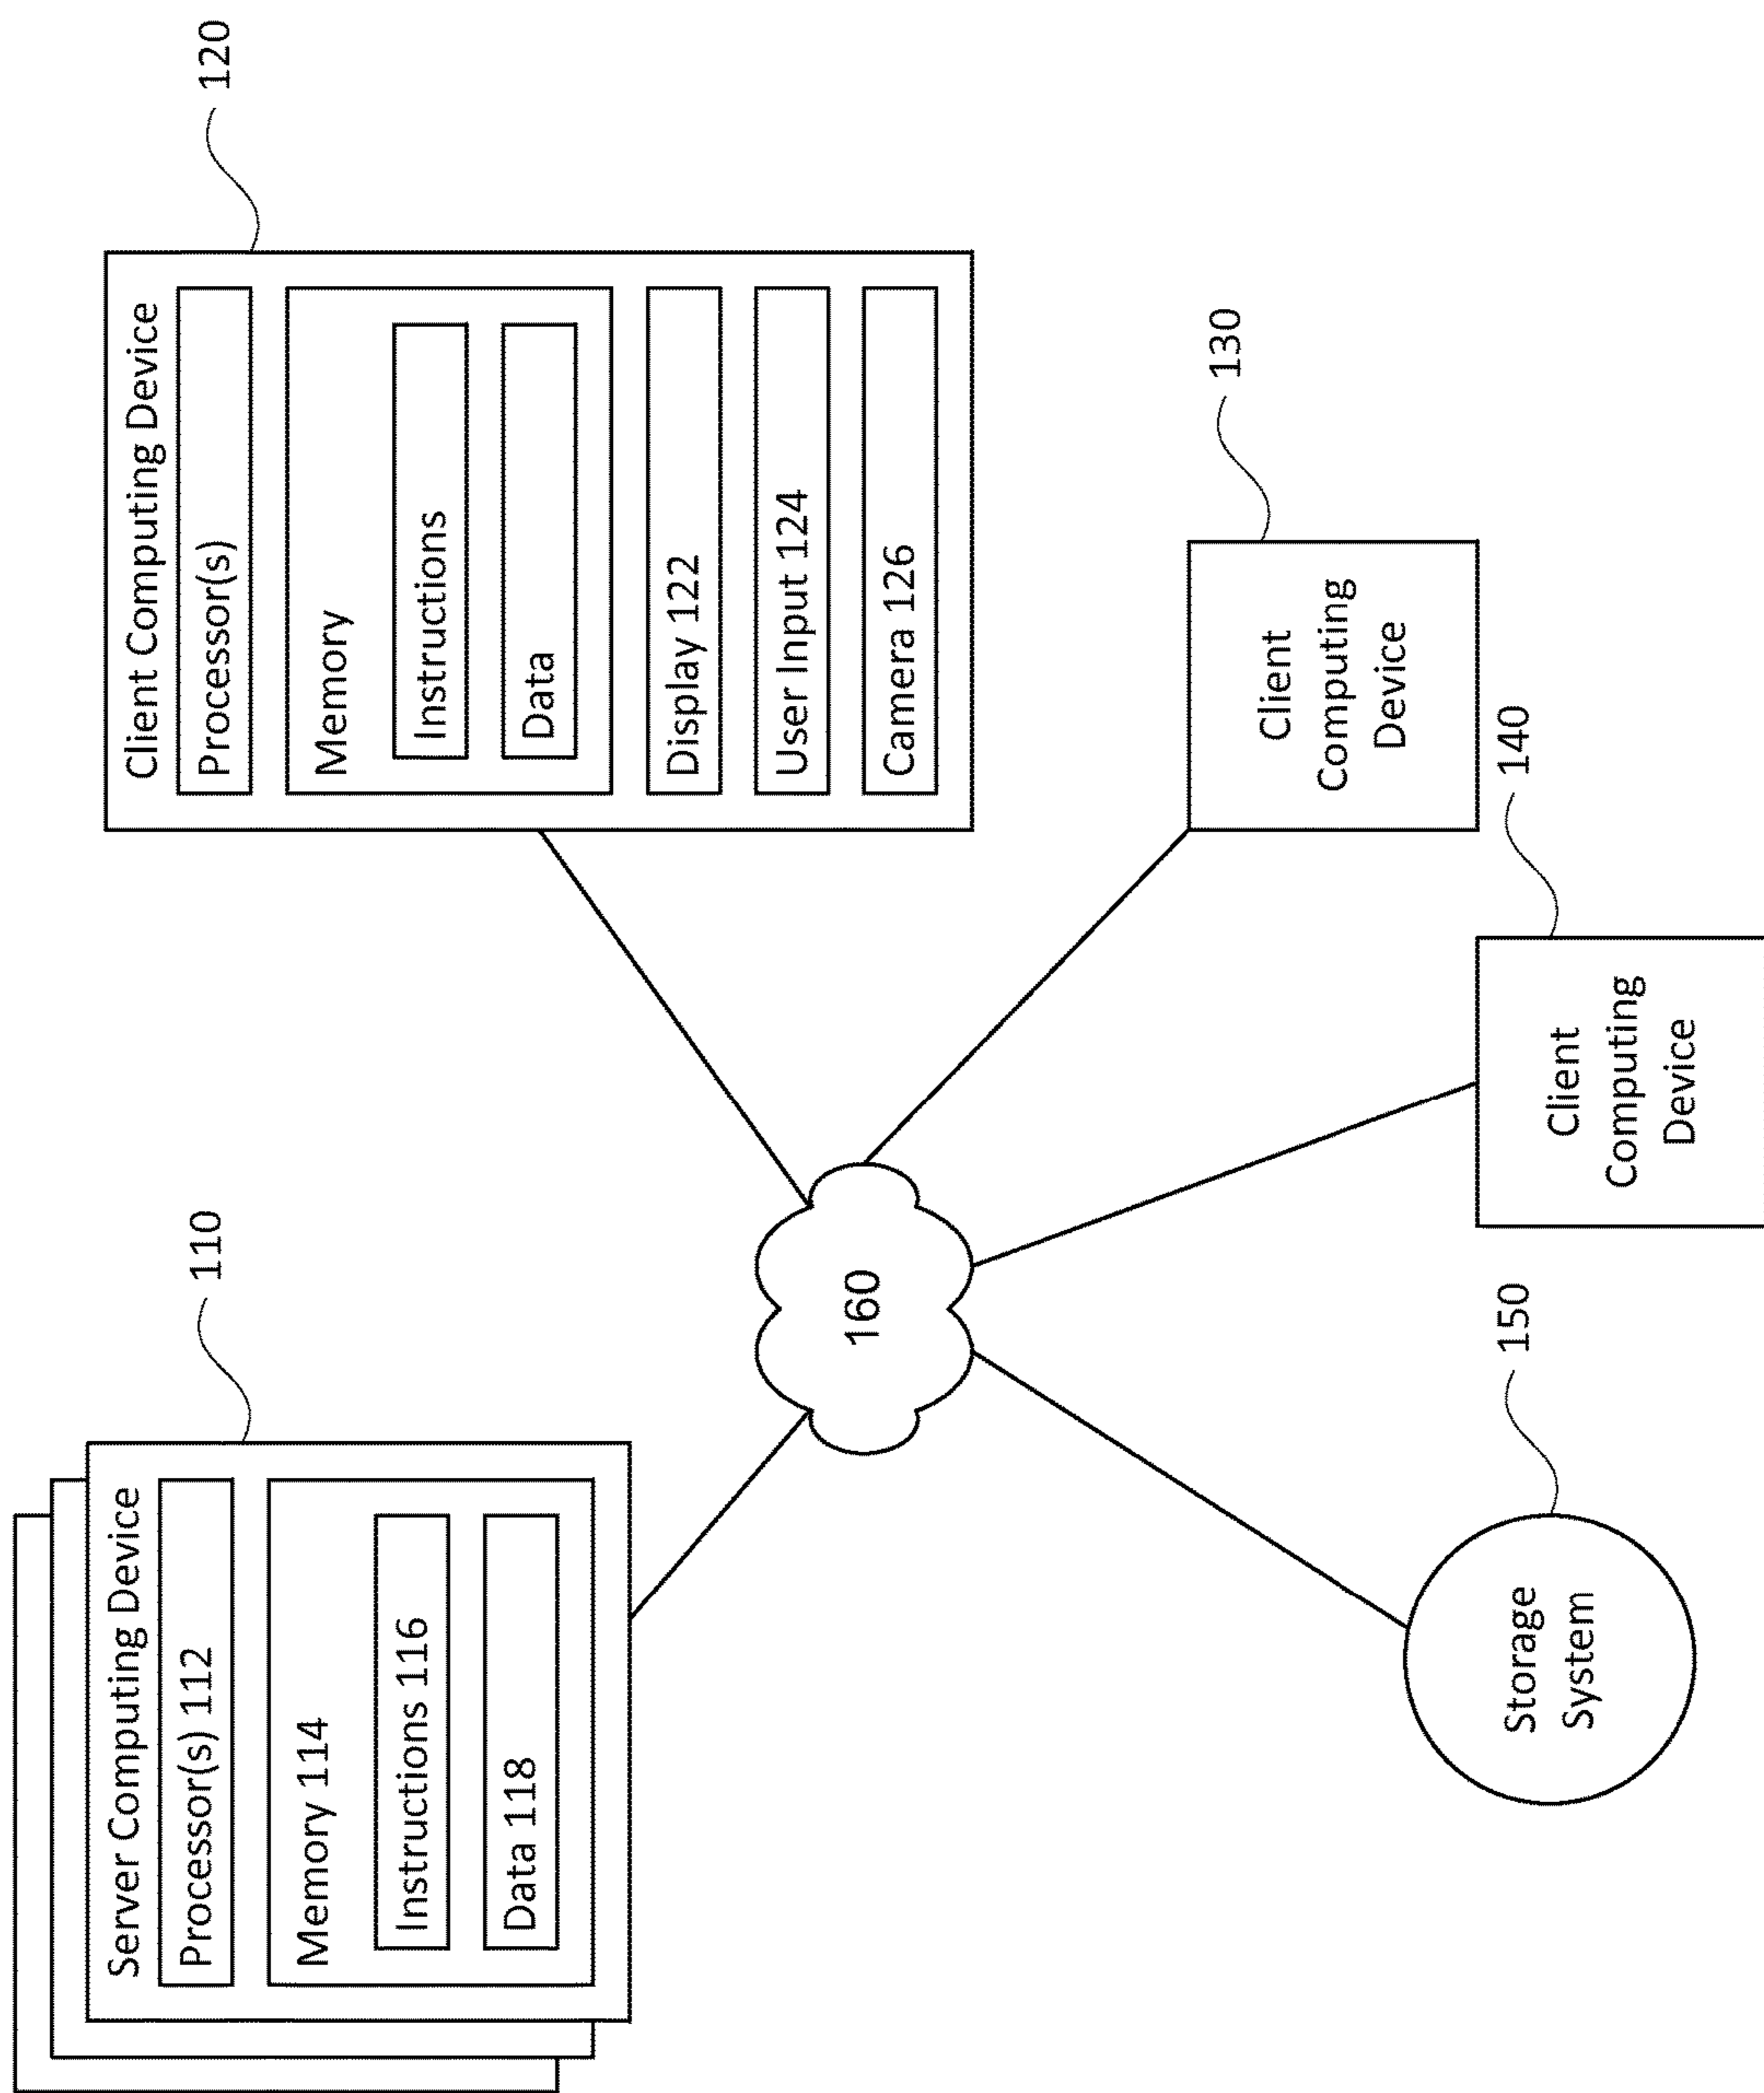 Server Computing Device
Processor(s) 112
Memory 114
Instructions 116
Data 118
110
Client Computing Device
Processor(s)
Memory
Instructions
Data
Display 122
User Input 124
Camera 126
120
160
Client
Computing
Device
130
Client
Computing
Device
140
Storage
System
150